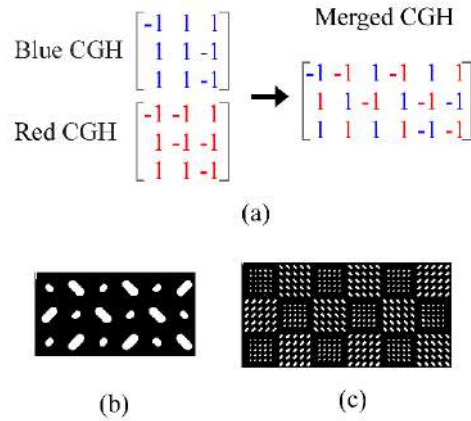 Merged CGH
Blue CGH
-1 1 1
1 1 -1
1 1 -1
Red CGH
-1 -1 1
1 -1 -1
1 1 -1
-1 -1 1 -1 1 1
1 1 -1 1 -1 -1
1 1 1 1 -1 -1
(a)
(b)
(c)